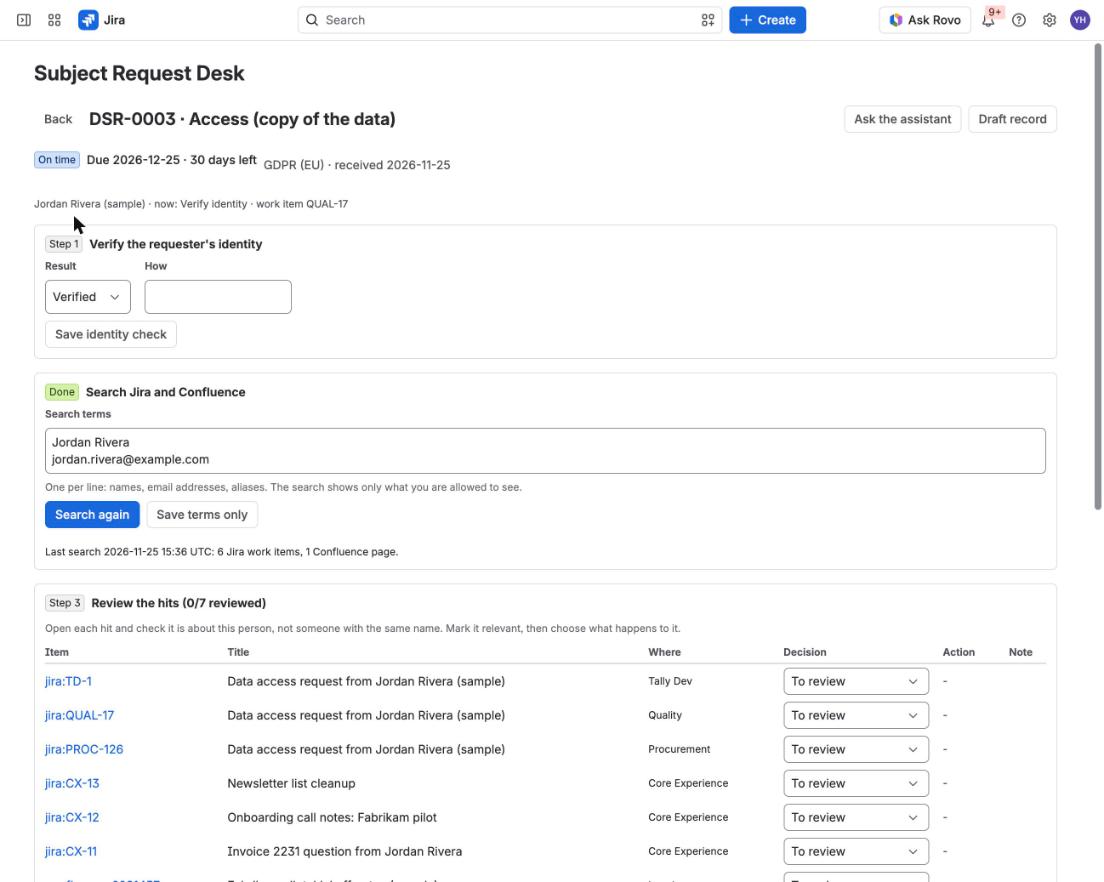 Jira
Search
Create
Ask Rovo
9+
YH
Subject Request Desk
Back
DSR-0003 · Access (copy of the data)
Ask the assistant
Draft record
On time
Due 2026-12-25 · 30 days left
GDPR (EU) · received 2026-11-25
Jordan Rivera (sample) · now: Verify identity · work item QUAL-17
Step 1 Verify the requester's identity
Result How
Verified
Save identity check
Done Search Jira and Confluence
Search terms
Jordan Rivera
jordan.rivera@example.com
One per line: names, email addresses, aliases. The search shows only what you are allowed to see.
Search again Save terms only
Last search 2026-11-25 15:36 UTC: 6 Jira work items, 1 Confluence page.
Step 3 Review the hits (0/7 reviewed)
Open each hit and check it is about this person, not someone with the same name. Mark it relevant, then choose what happens to it.
Item Title Where Decision Action Note
jira:TD-1 Data access request from Jordan Rivera (sample) Tally Dev To review -
jira:QUAL-17 Data access request from Jordan Rivera (sample) Quality To review -
jira:PROC-126 Data access request from Jordan Rivera (sample) Procurement To review -
jira:CX-13 Newsletter list cleanup Core Experience To review -
jira:CX-12 Onboarding call notes: Fabrikam pilot Core Experience To review -
jira:CX-11 Invoice 2231 question from Jordan Rivera Core Experience To review -